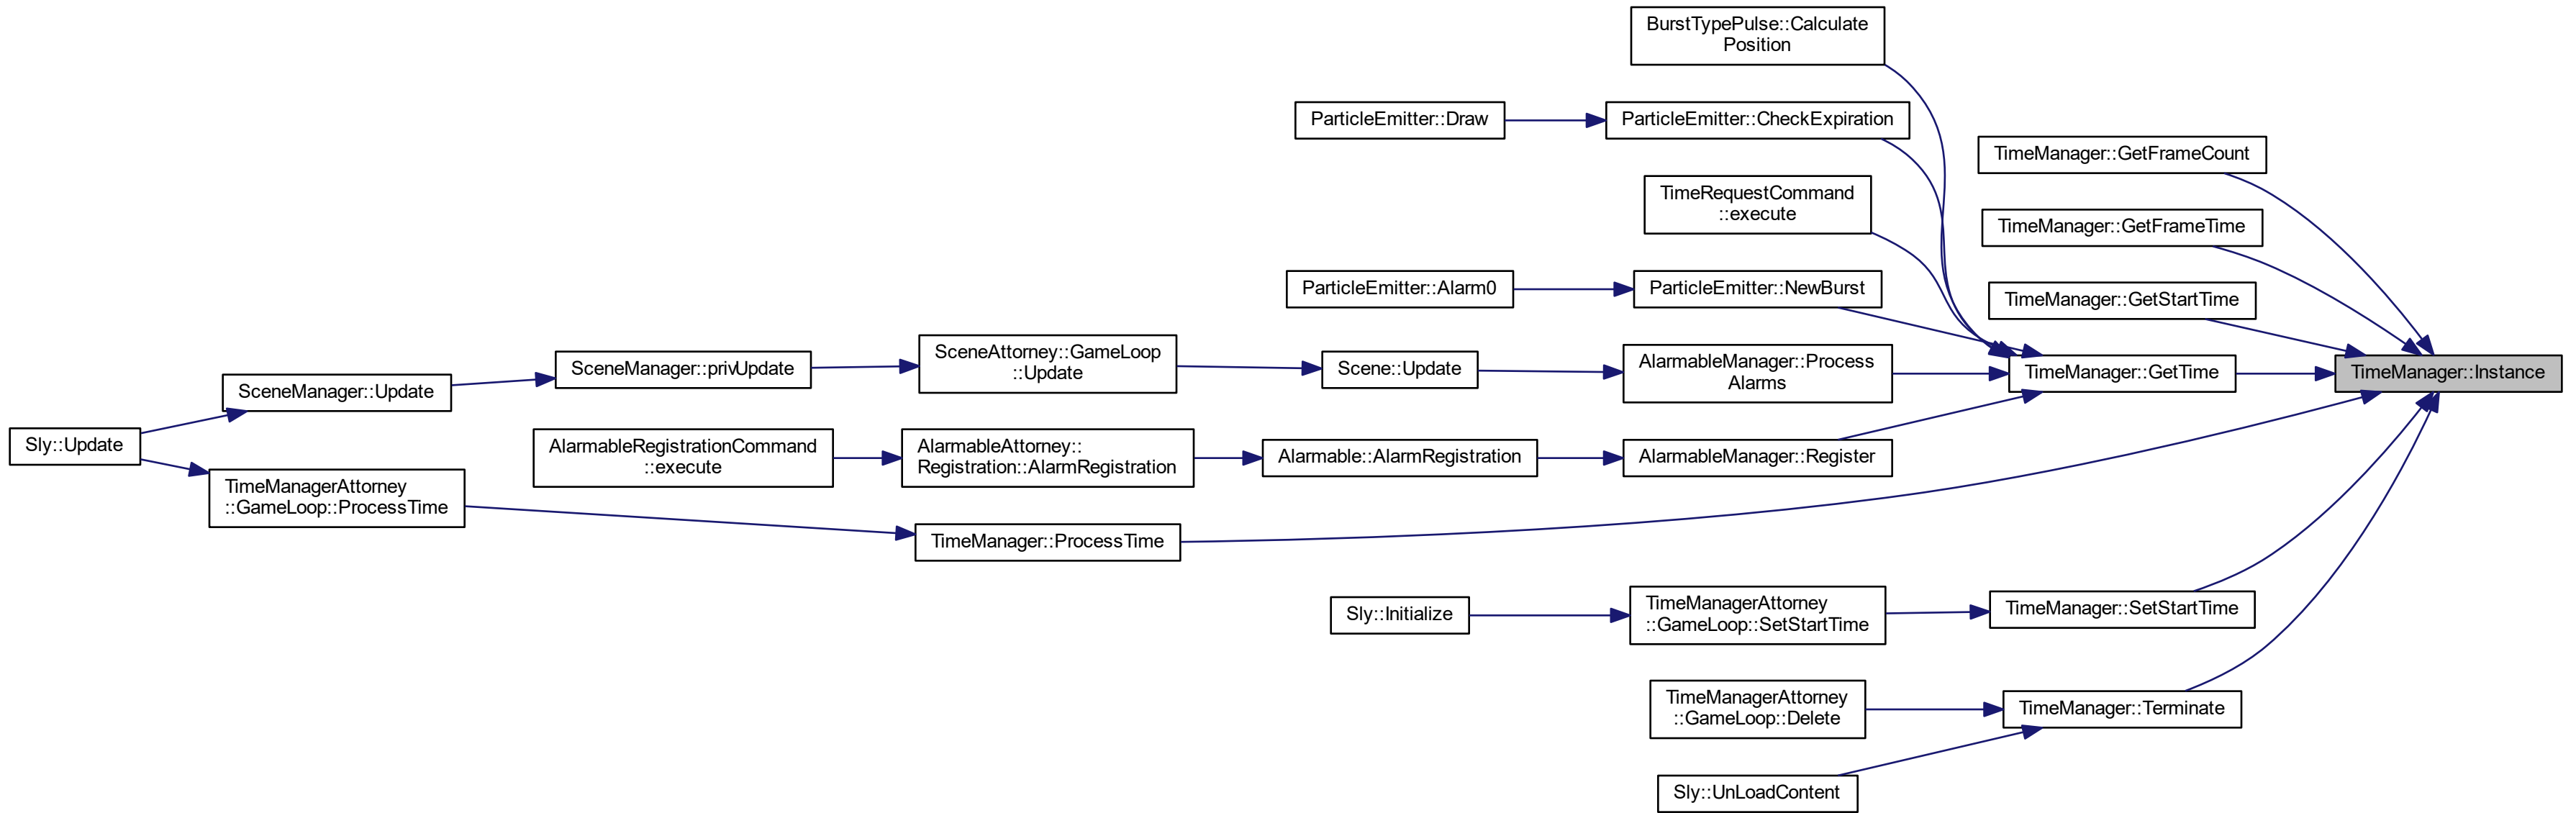 BurstTypePulse::Calculate
Position
ParticleEmitter::Draw
ParticleEmitter::CheckExpiration
TimeManager::GetFrameCount
TimeRequestCommand
::execute
TimeManager::GetFrameTime
ParticleEmitter::Alarm0
ParticleEmitter::NewBurst
TimeManager::GetStartTime
SceneManager::Update
SceneManager::privUpdate
SceneAttorney::GameLoop
::Update
Scene::Update
AlarmableManager::Process
Alarms
TimeManager::GetTime
TimeManager::Instance
Sly::Update
AlarmableRegistrationCommand
::execute
AlarmableAttorney::
Registration::AlarmRegistration
Alarmable::AlarmRegistration
AlarmableManager::Register
TimeManagerAttorney
::GameLoop::ProcessTime
TimeManager::ProcessTime
Sly::Initialize
TimeManagerAttorney
::GameLoop::SetStartTime
TimeManager::SetStartTime
TimeManagerAttorney
::GameLoop::Delete
TimeManager::Terminate
Sly::UnLoadContent